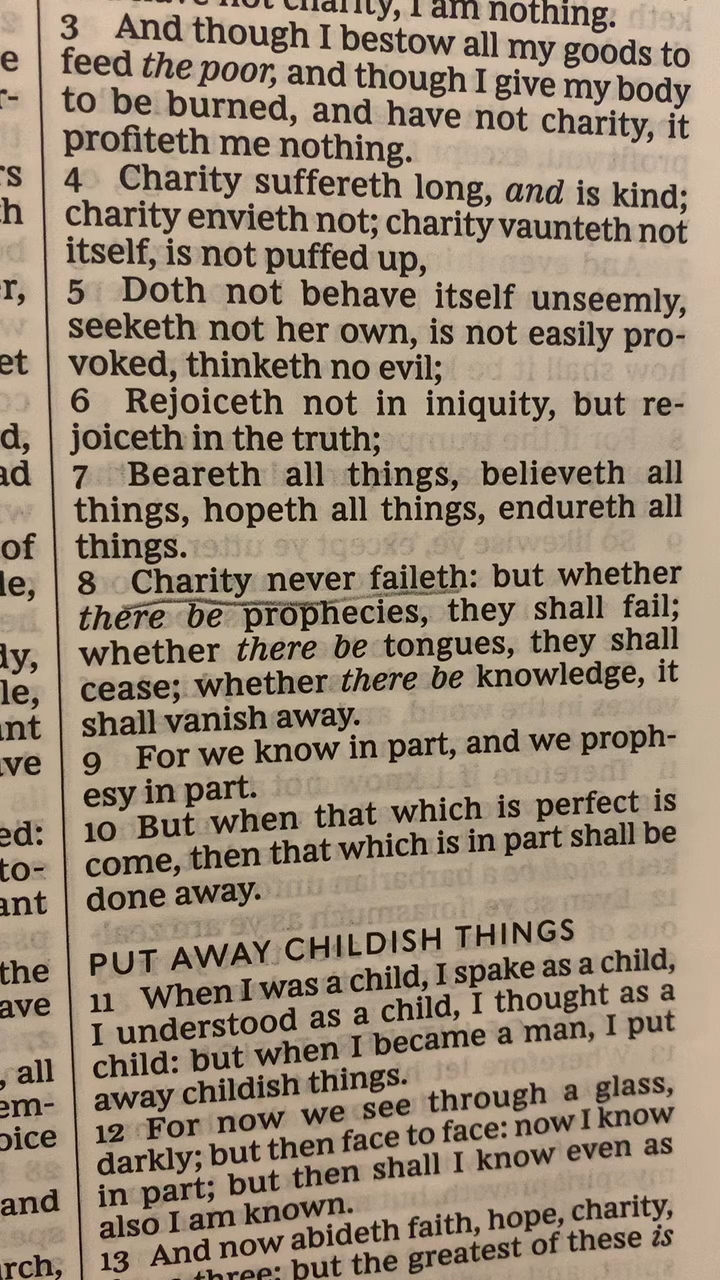 charity, I am nothing.
3 And though I bestow all my goods to
feed the poor, and though I give my body
to be burned, and have not charity, it
profiteth me nothing.
4 Charity suffereth long, and is kind;
charity envieth not; charity vaunteth not
itself, is not puffed up,
5 Doth not behave itself unseemly,
seeketh not her own, is not easily pro-
voked, thinketh no evil;
6 Rejoiceth not in iniquity, but re-
joiceth in the truth;
7 Beareth all things, believeth all
things, hopeth all things, endureth all
things.
8 Charity never faileth: but whether
there be prophecies, they shall fail;
whether there be tongues, they shall
cease; whether there be knowledge, it
shall vanish away.
9 For we know in part, and we proph-
esy in part.
10 But when that which is perfect is
come, then that which is in part shall be
done away.
PUT AWAY CHILDISH THINGS
11 When I was a child, I spake as a child,
I understood as a child, I thought as a
child: but when I became a man, I put
away childish things.
12 For now we see through a glass,
darkly; but then face to face: now I know
in part; but then shall I know even as
also I am known.
13 And now abideth faith, hope, charity,
three; but the greatest of these is